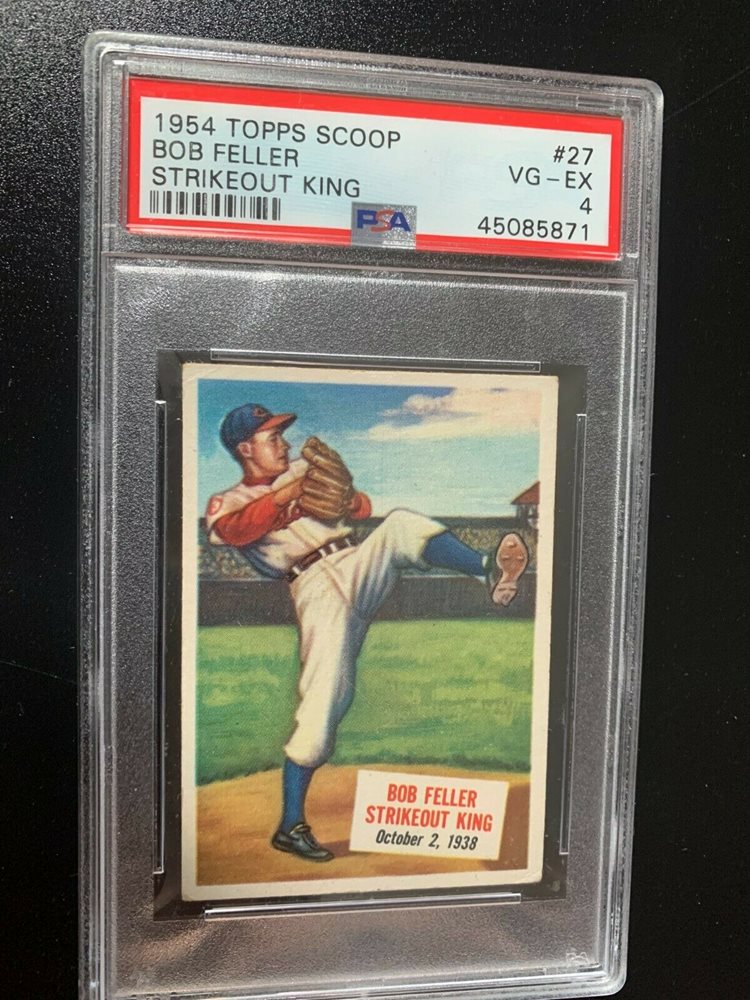 1954 TOPPS SCOOP #27
BOB FELLER VG-EX
STRIKEOUT KING 4
PSA 45085871
BOB FELLER
STRIKEOUT KING
October 2, 1938